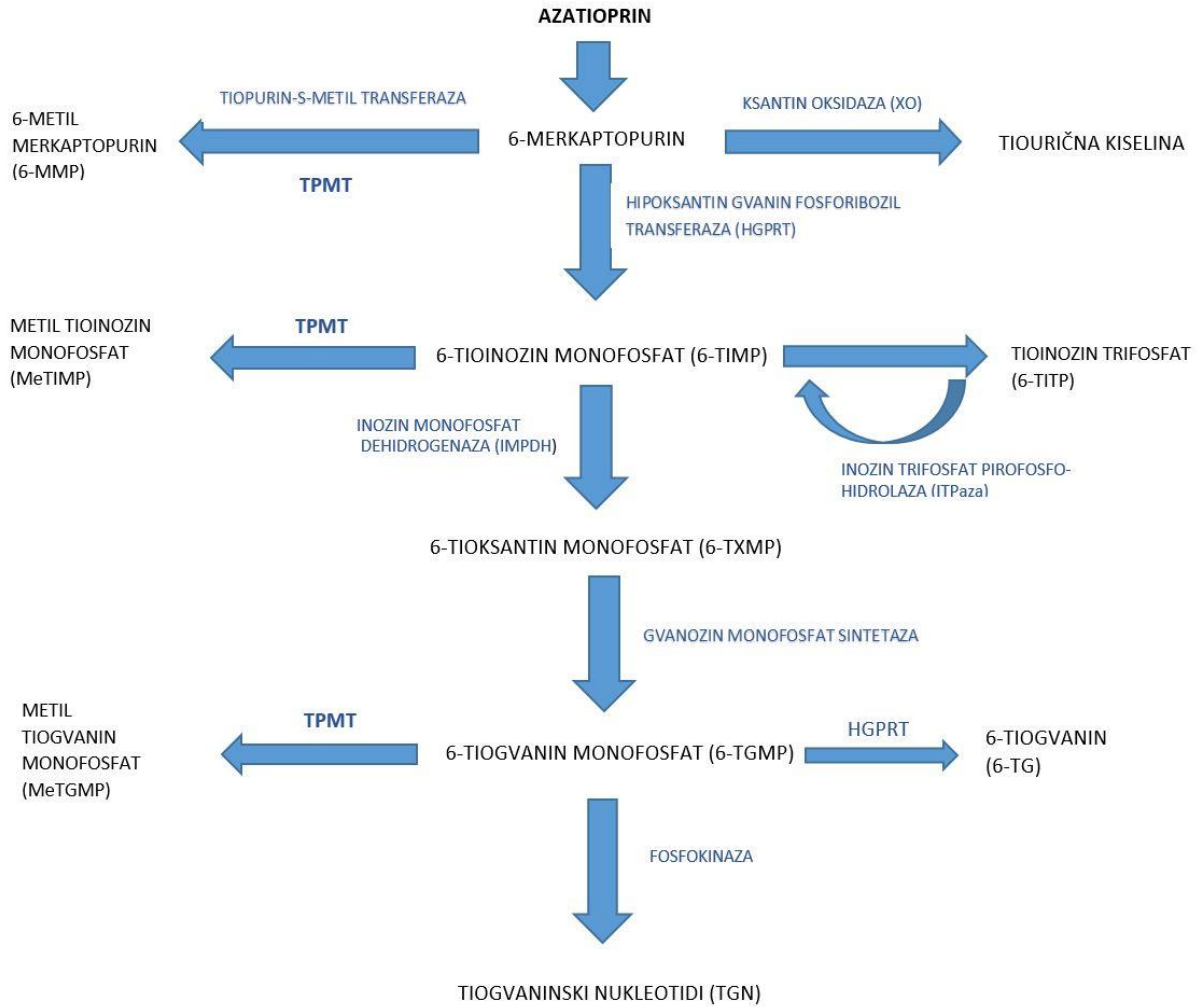 AZATIOPRIN
TIOPURIN-S-METIL TRANSFERAZA
KSANTIN OKSIDAZA (XO)
6-METIL
MERKAPTOPURIN
(6-MMP)
6-MERKAPTOPURIN
TIOURIČNA KISELINA
TPMT
HIPOKSANTIN GVANIN FOSFORIBOZIL
TRANSFERAZA (HGPRT)
METIL TIOINOZIN
MONOFOSFAT
(MeTIMP)
TPMT
6-TIOINOZIN MONOFOSFAT (6-TIMP)
TIOINOZIN TRIFOSFAT
(6-TITP)
INOZIN MONOFOSFAT
DEHIDROGENAZA (IMPDH)
INOZIN TRIFOSFAT PIROFOSFO-
HIDROLAZA (ITPaza)
6-TIOKSANTIN MONOFOSFAT (6-TXMP)
GVANOZIN MONOFOSFAT SINTETAZA
METIL
TIOGVANIN
MONOFOSFAT
(MeTGMP)
TPMT
6-TIOGVANIN MONOFOSFAT (6-TGMP)
HGPRT
6-TIOGVANIN
(6-TG)
FOSFOKINAZA
TIOGVANINSKI NUKLEOTIDI (TGN)